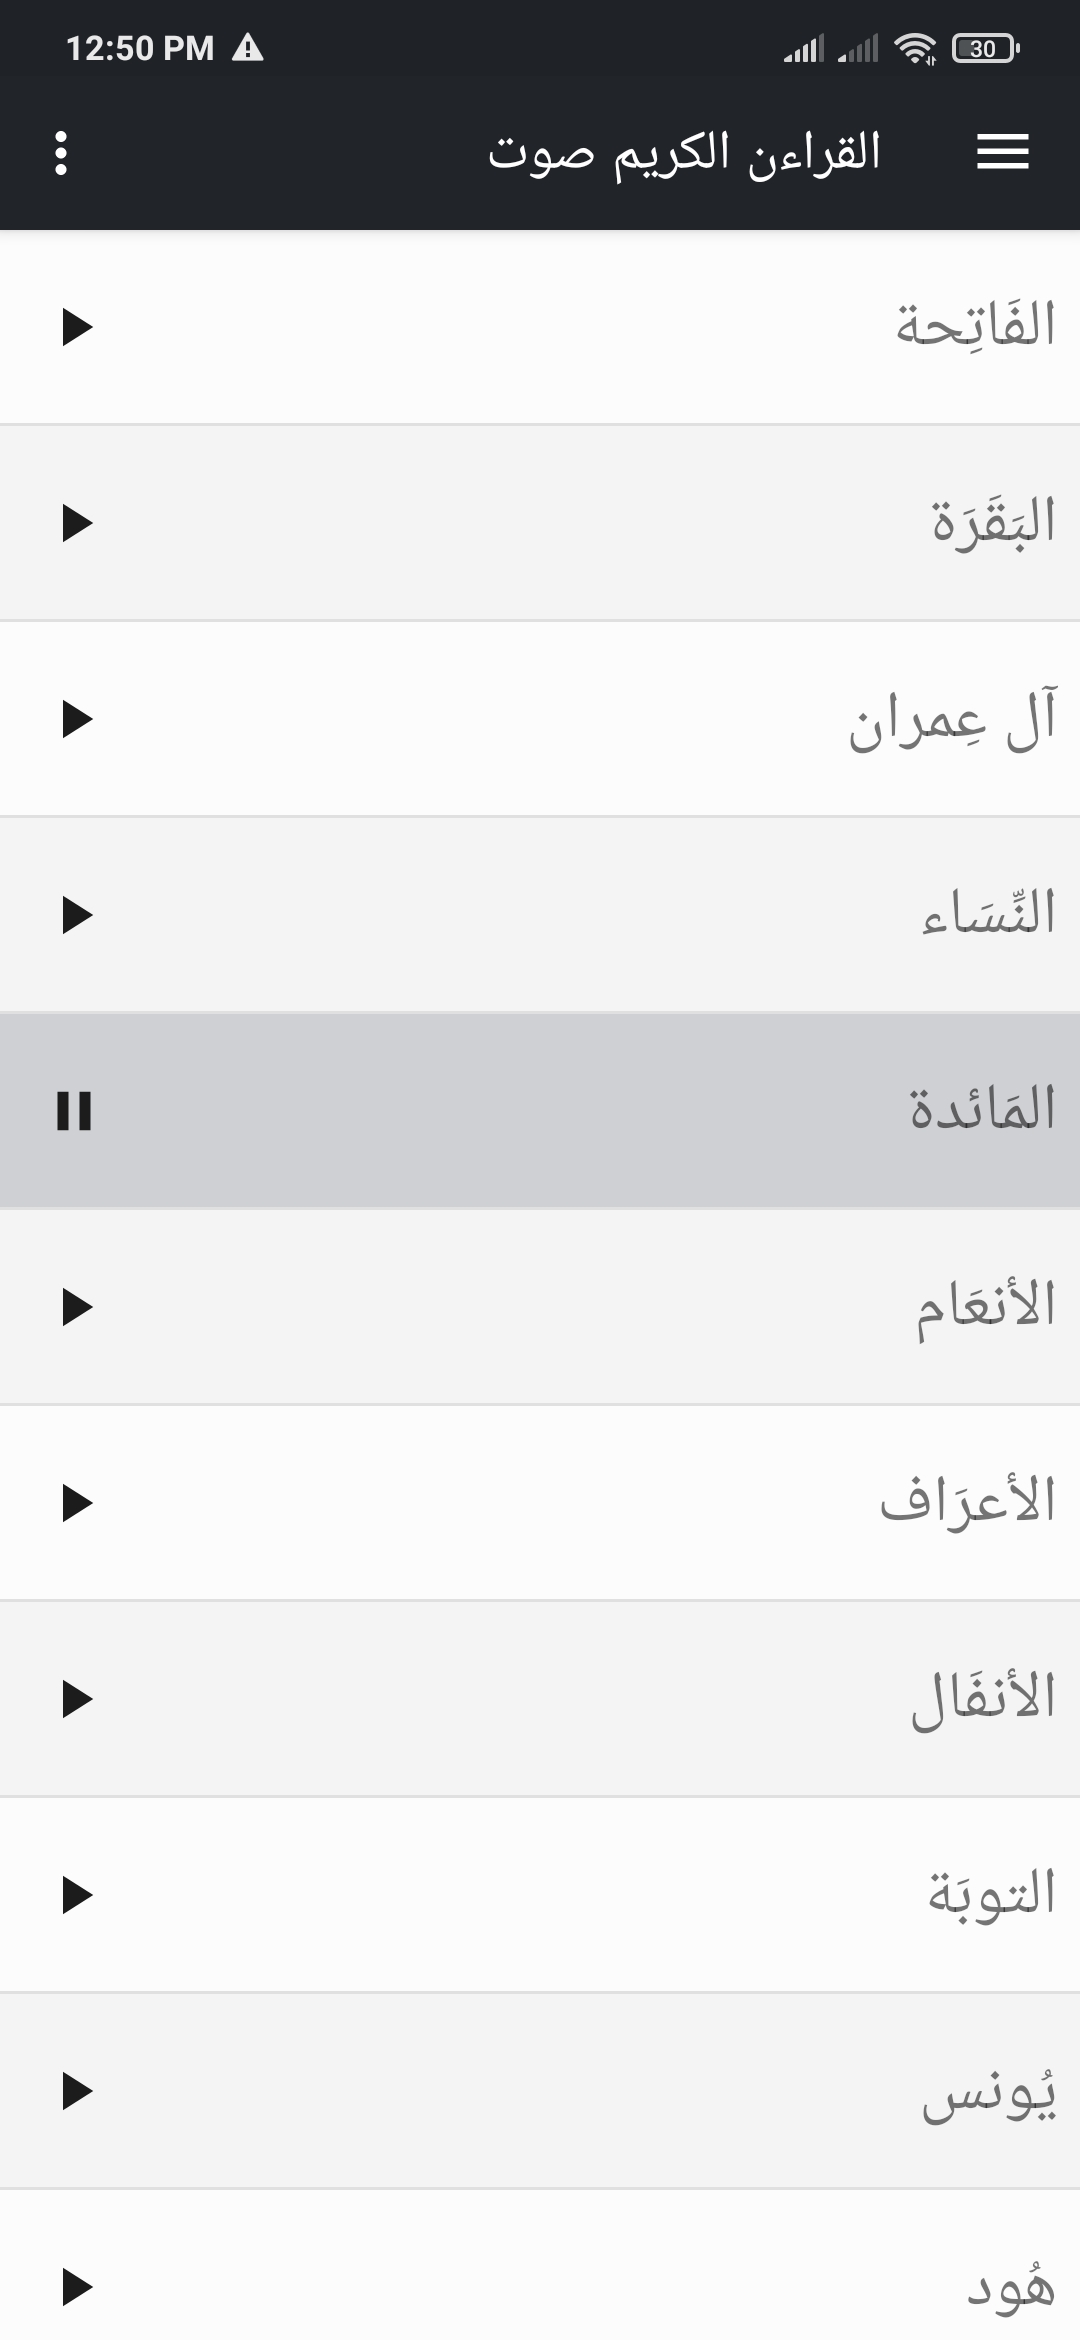 12:50 PM
30
القراءن الكريم صوت
الفَاتِحة
البَقَرَة
آل عِمران
النِّسَاء
المَائدة
الأنعَام
الأعرَاف
الأنفَال
التوبَة
يُونس
هُود